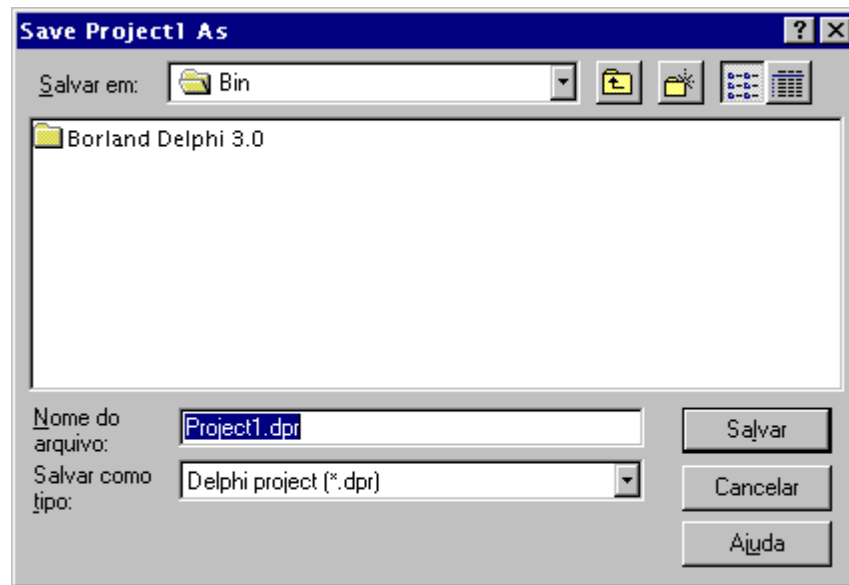 Save Project1 As
Salvar em: Bin
Borland Delphi 3.0
Nome do
arquivo:
Project1.dpr
Salvar
Salvar como
tipo:
Delphi project (*.dpr)
Cancelar
Ajuda